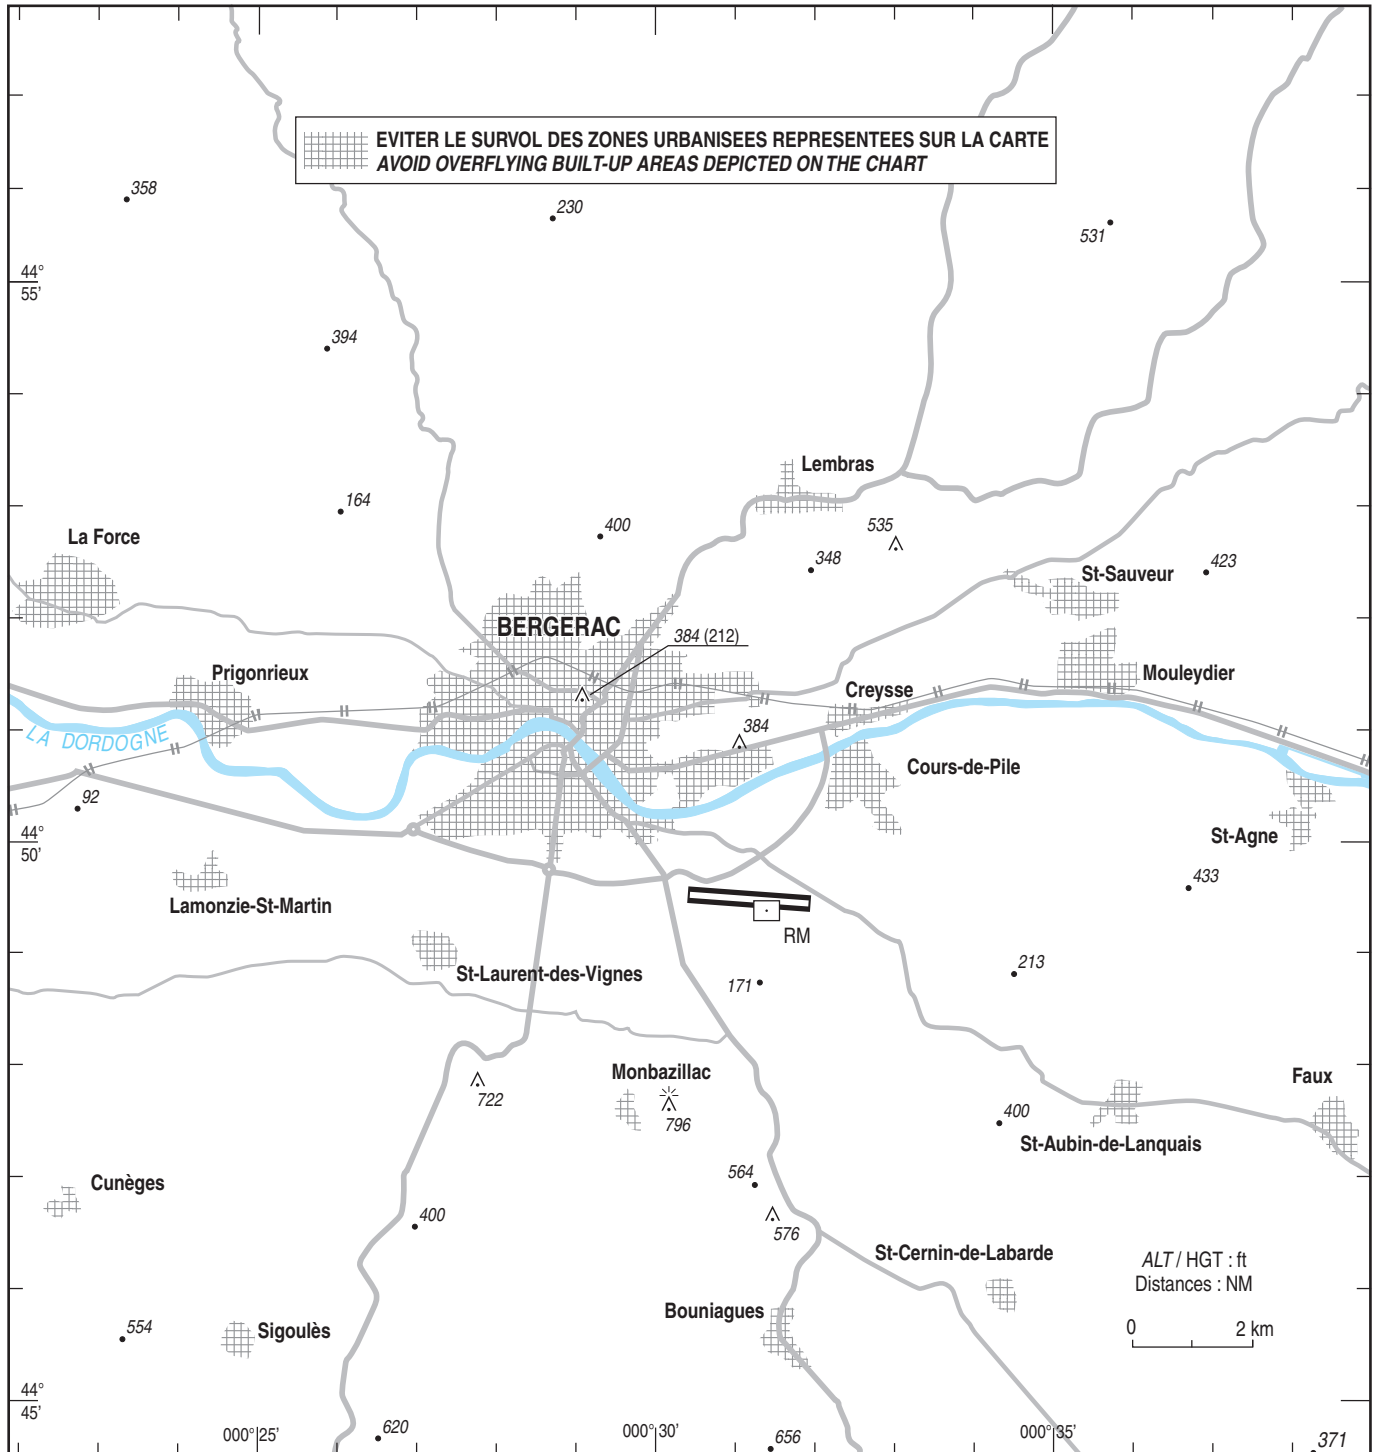 EVITER LE SURVOL DES ZONES URBANISEES REPRESENTEES SUR LA CARTE
AVOID OVERFLYING BUILT-UP AREAS DEPICTED ON THE CHART
358
230
531
44°
55'
394
Lembras
164
400
535
348
La Force
423
St-Sauveur
BERGERAC
384 (212)
Prigonrieux
Mouleydier
Creysse
LA DORDOGNE
384
Cours-de-Pile
92
44°
50'
St-Agne
433
Lamonzie-St-Martin
RM
St-Laurent-des-Vignes
213
171
Monbazillac
722
796
Faux
400
St-Aubin-de-Lanquais
564
Cunèges
400
576
St-Cernin-de-Labarde
ALT / HGT : ft
Distances : NM
Bouniagues
0 2 km
554
Sigoulès
44°
45'
000° 25'
620
000° 30'
656
000° 35'
371